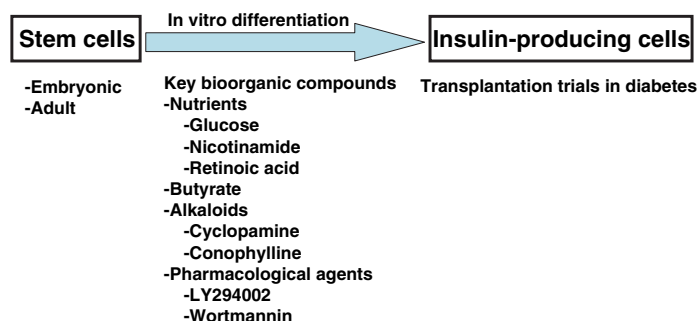 In vitro differentiation
Stem cells
Insulin-producing cells
-Embryonic
-Adult
Key bioorganic compounds
-Nutrients
-Glucose
-Nicotinamide
-Retinoic acid
-Butyrate
-Alkaloids
-Cyclopamine
-Conophylline
-Pharmacological agents
-LY294002
-Wortmannin
Transplantation trials in diabetes